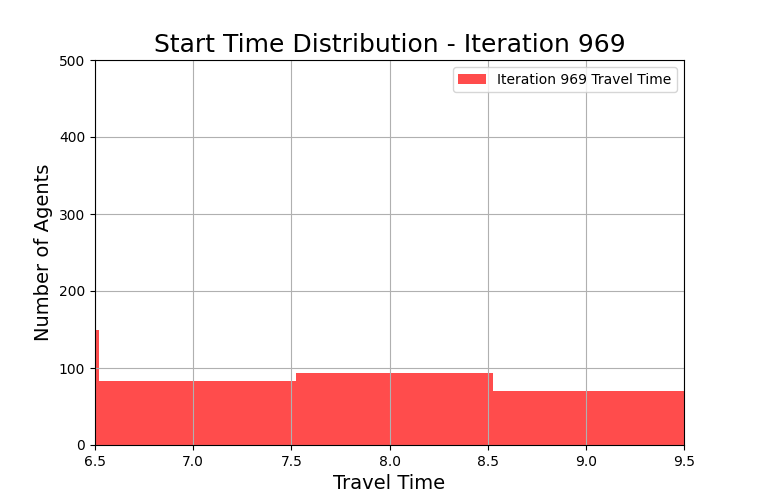 Start Time Distribution - Iteration 969
500
Iteration 969 Travel Time
400
300
200
100
0
Number of Agents
6.5 7.0 7.5 8.0 8.5 9.0 9.5
Travel Time